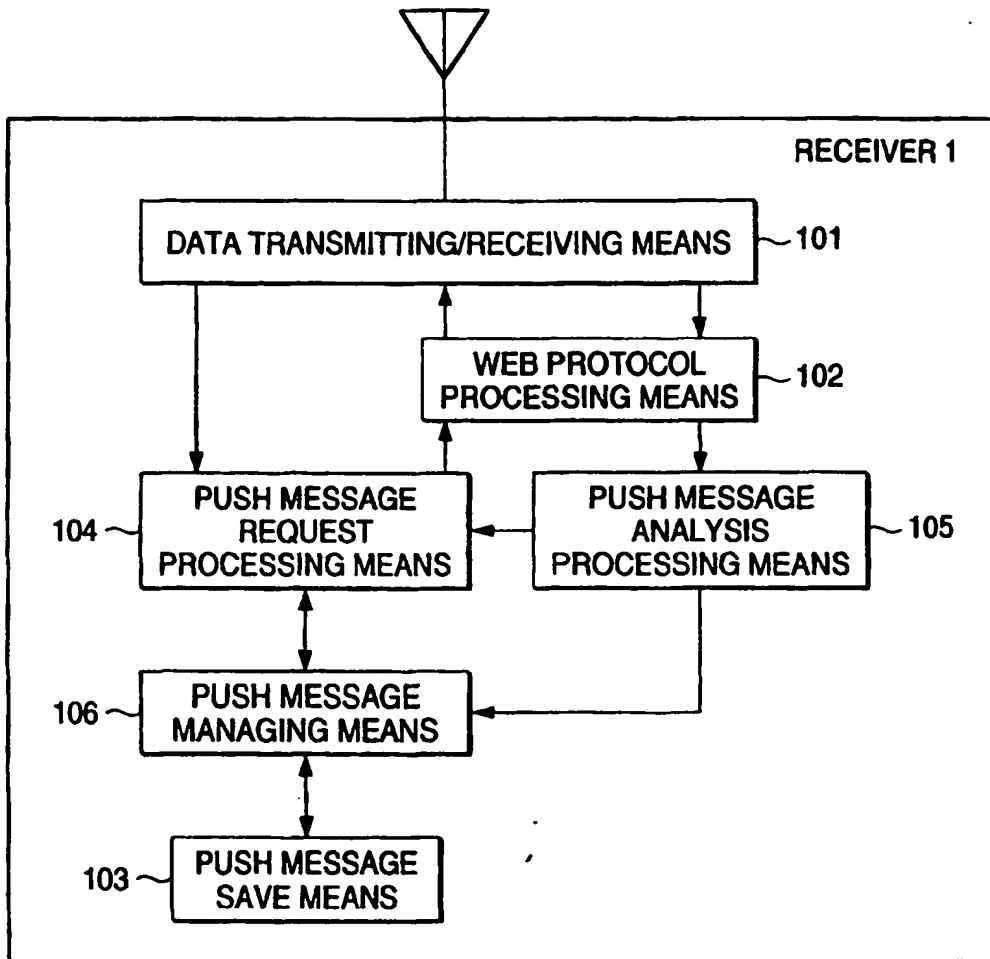 RECEIVER 1
DATA TRANSMITTING/RECEIVING MEANS
101
WEB PROTOCOL
PROCESSING MEANS
102
104
PUSH MESSAGE
REQUEST
PROCESSING MEANS
PUSH MESSAGE
ANALYSIS
PROCESSING MEANS
105
106
PUSH MESSAGE
MANAGING MEANS
103
PUSH MESSAGE
SAVE MEANS